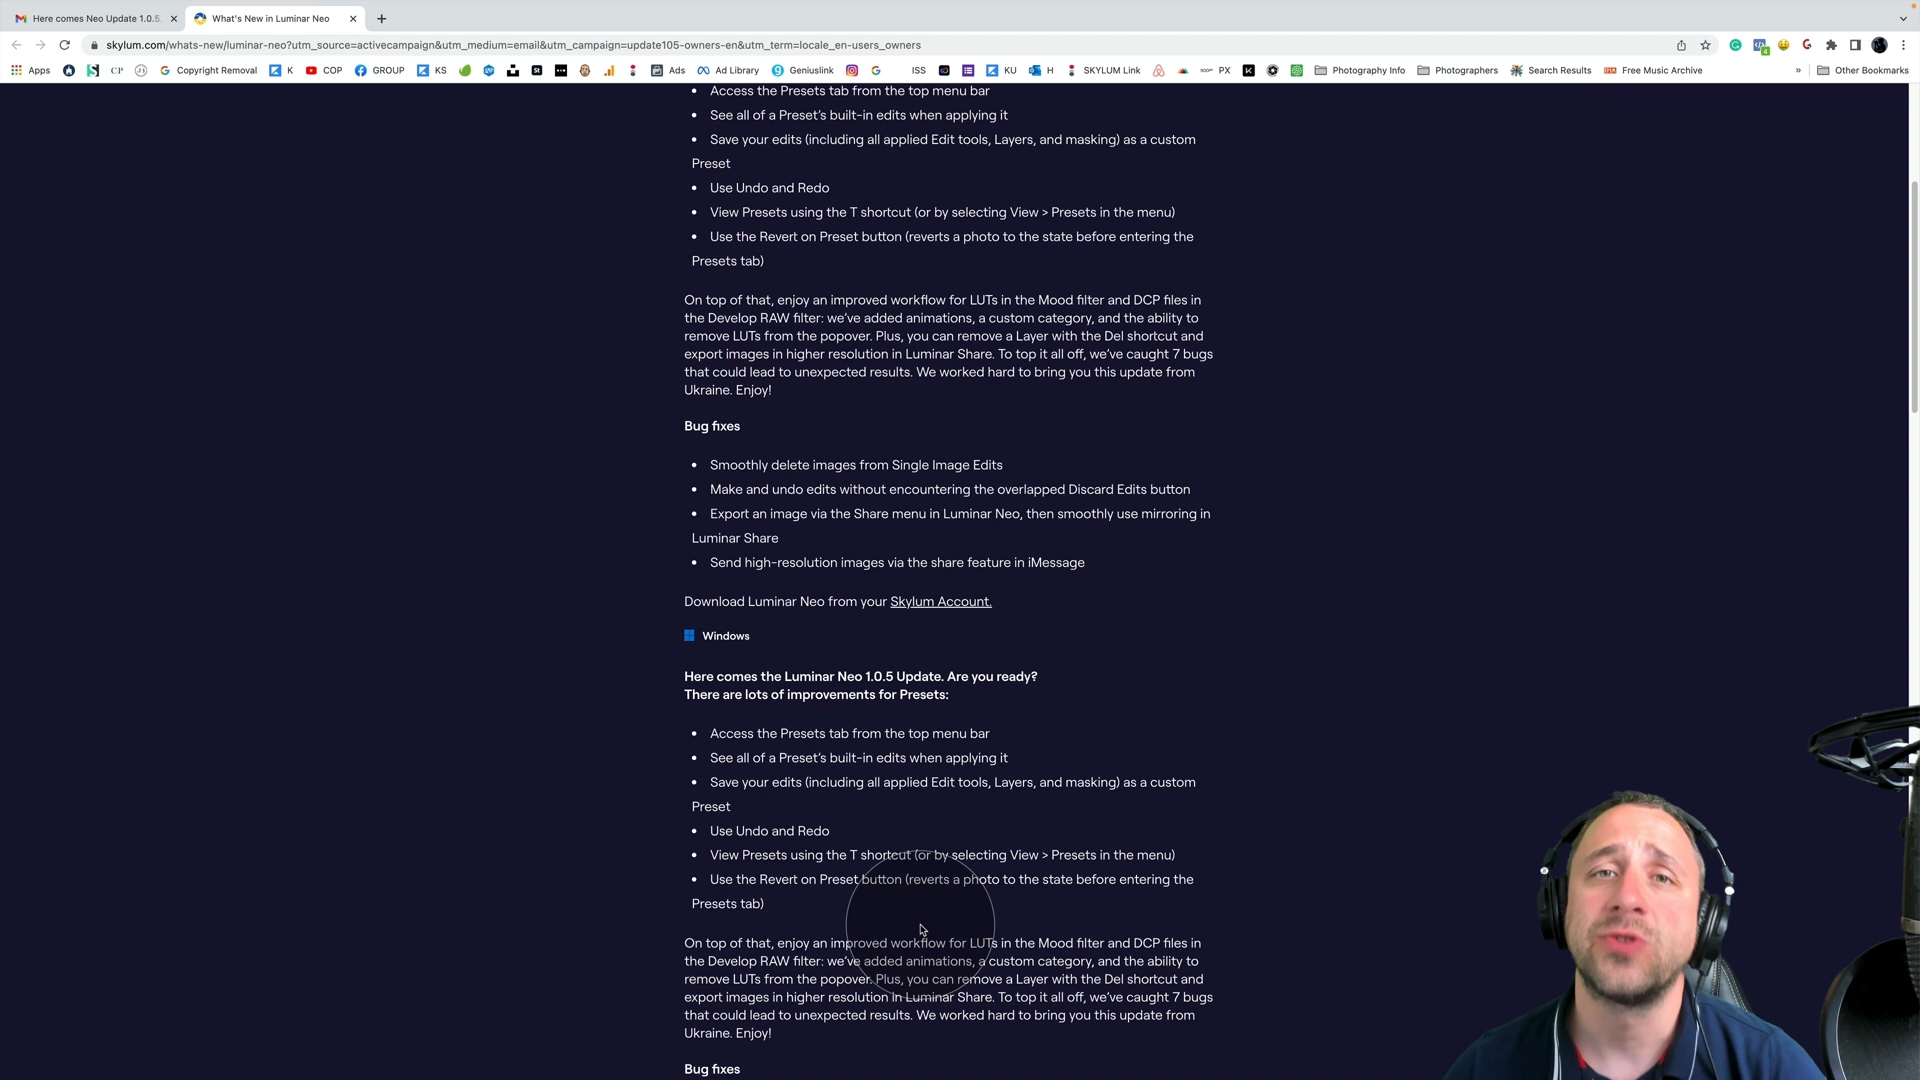 Here comes Neo Update 1.0.5
What's New in Luminar Neo
skylum.com/whats-new/luminar-neo?utm_source=activecampaign&utm_medium=email&utm_campaign=update105-owners-en&utm_term=locale_en-users_owners
Apps CP Copyright Removal K COP GROUP KS Ads Ad Library Geniuslink ISS KU H SKYLUM Link PX Photography Info Photographers Search Results Free Music Archive » Other Bookmarks
• Access the Presets tab from the top menu bar
• See all of a Preset's built-in edits when applying it
• Save your edits (including all applied Edit tools, Layers, and masking) as a custom
Preset
• Use Undo and Redo
• View Presets using the T shortcut (or by selecting View > Presets in the menu)
• Use the Revert on Preset button (reverts a photo to the state before entering the
Presets tab)
On top of that, enjoy an improved workflow for LUTs in the Mood filter and DCP files in
the Develop RAW filter: we've added animations, a custom category, and the ability to
remove LUTs from the popover. Plus, you can remove a Layer with the Del shortcut and
export images in higher resolution in Luminar Share. To top it all off, we've caught 7 bugs
that could lead to unexpected results. We worked hard to bring you this update from
Ukraine. Enjoy!
Bug fixes
• Smoothly delete images from Single Image Edits
• Make and undo edits without encountering the overlapped Discard Edits button
• Export an image via the Share menu in Luminar Neo, then smoothly use mirroring in
Luminar Share
• Send high-resolution images via the share feature in iMessage
Download Luminar Neo from your Skylum Account.
Windows
Here comes the Luminar Neo 1.0.5 Update. Are you ready?
There are lots of improvements for Presets:
• Access the Presets tab from the top menu bar
• See all of a Preset's built-in edits when applying it
• Save your edits (including all applied Edit tools, Layers, and masking) as a custom
Preset
• Use Undo and Redo
• View Presets using the T shortcut (or by selecting View > Presets in the menu)
• Use the Revert on Preset button (reverts a photo to the state before entering the
Presets tab)
On top of that, enjoy an improved workflow for LUTs in the Mood filter and DCP files in
the Develop RAW filter: we've added animations, a custom category, and the ability to
remove LUTs from the popover. Plus, you can remove a Layer with the Del shortcut and
export images in higher resolution in Luminar Share. To top it all off, we've caught 7 bugs
that could lead to unexpected results. We worked hard to bring you this update from
Ukraine. Enjoy!
Bug fixes